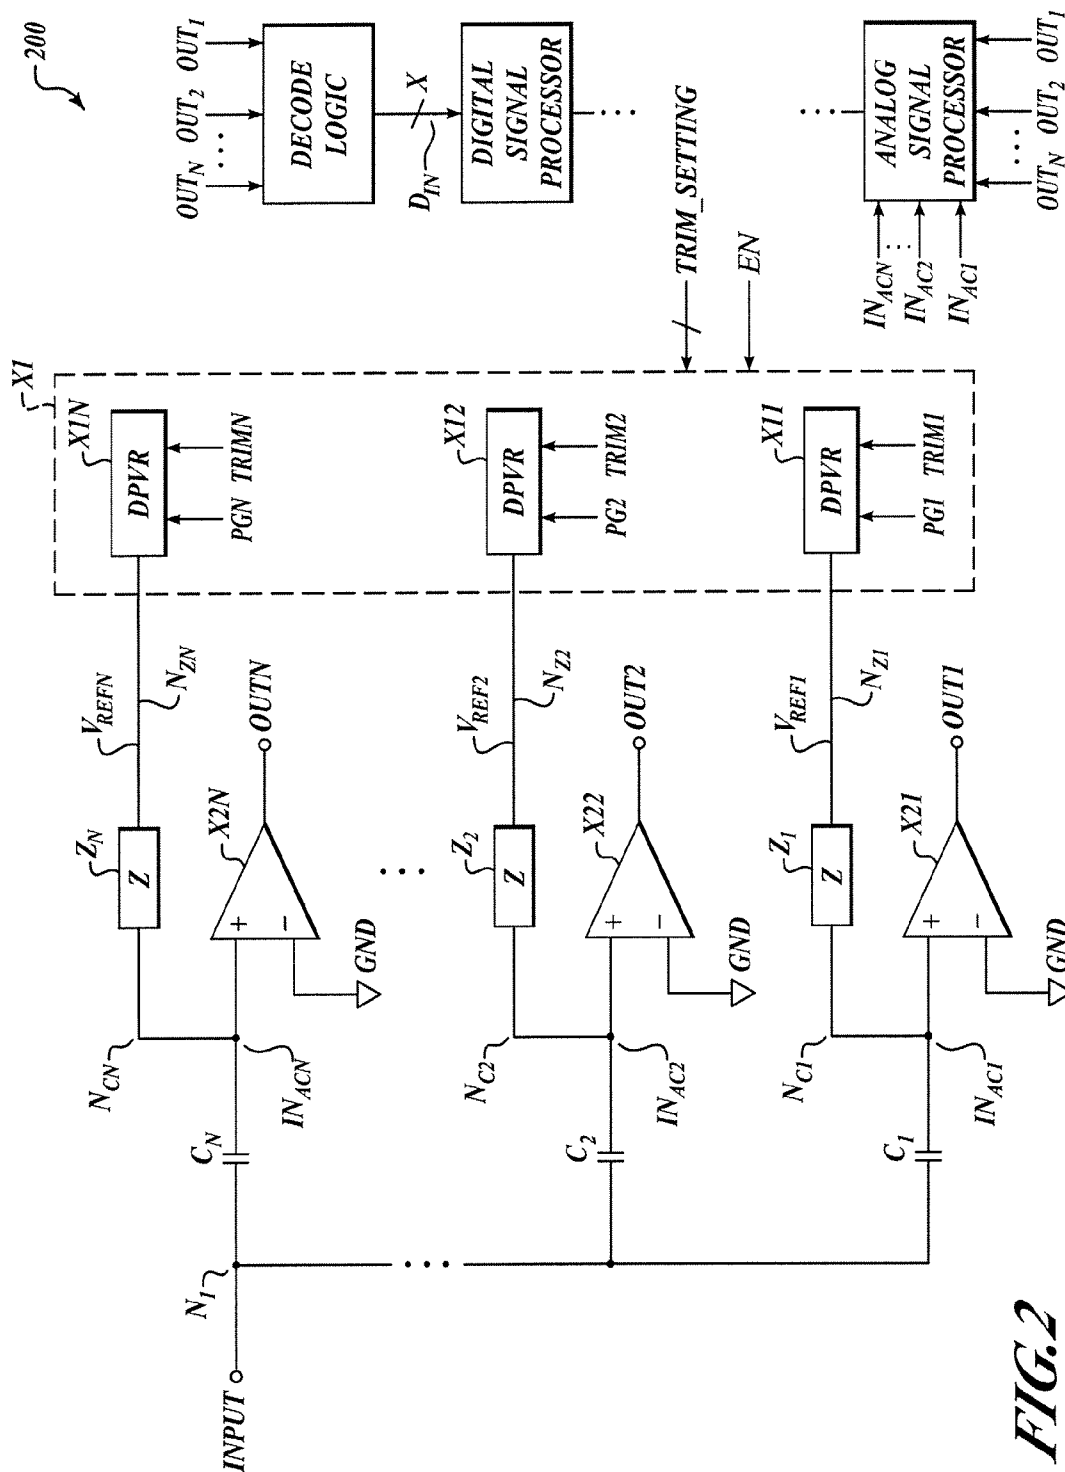 200
OUT_N OUT_2 OUT_1
DECODE LOGIC
D_IN X
DIGITAL SIGNAL PROCESSOR
TRIM_SETTING
EN
ANALOG SIGNAL PROCESSOR
IN_ACN
IN_AC2
IN_AC1
OUT_N OUT_2 OUT_1
X1
X1N
DPVR
PGN TRIMN
X12
DPVR
PG2 TRIM2
X11
DPVR
PG1 TRIM1
V_REFN
N_ZN
V_REF2
N_Z2
V_REF1
N_Z1
Z_N
Z
X2N
+
−
OUTN
GND
Z_2
Z
X22
+
−
OUT2
GND
Z_1
Z
X21
+
−
OUT1
GND
N_CN
IN_ACN
C_N
N_C2
IN_AC2
C_2
N_C1
IN_AC1
C_1
N_1
INPUT
FIG.2